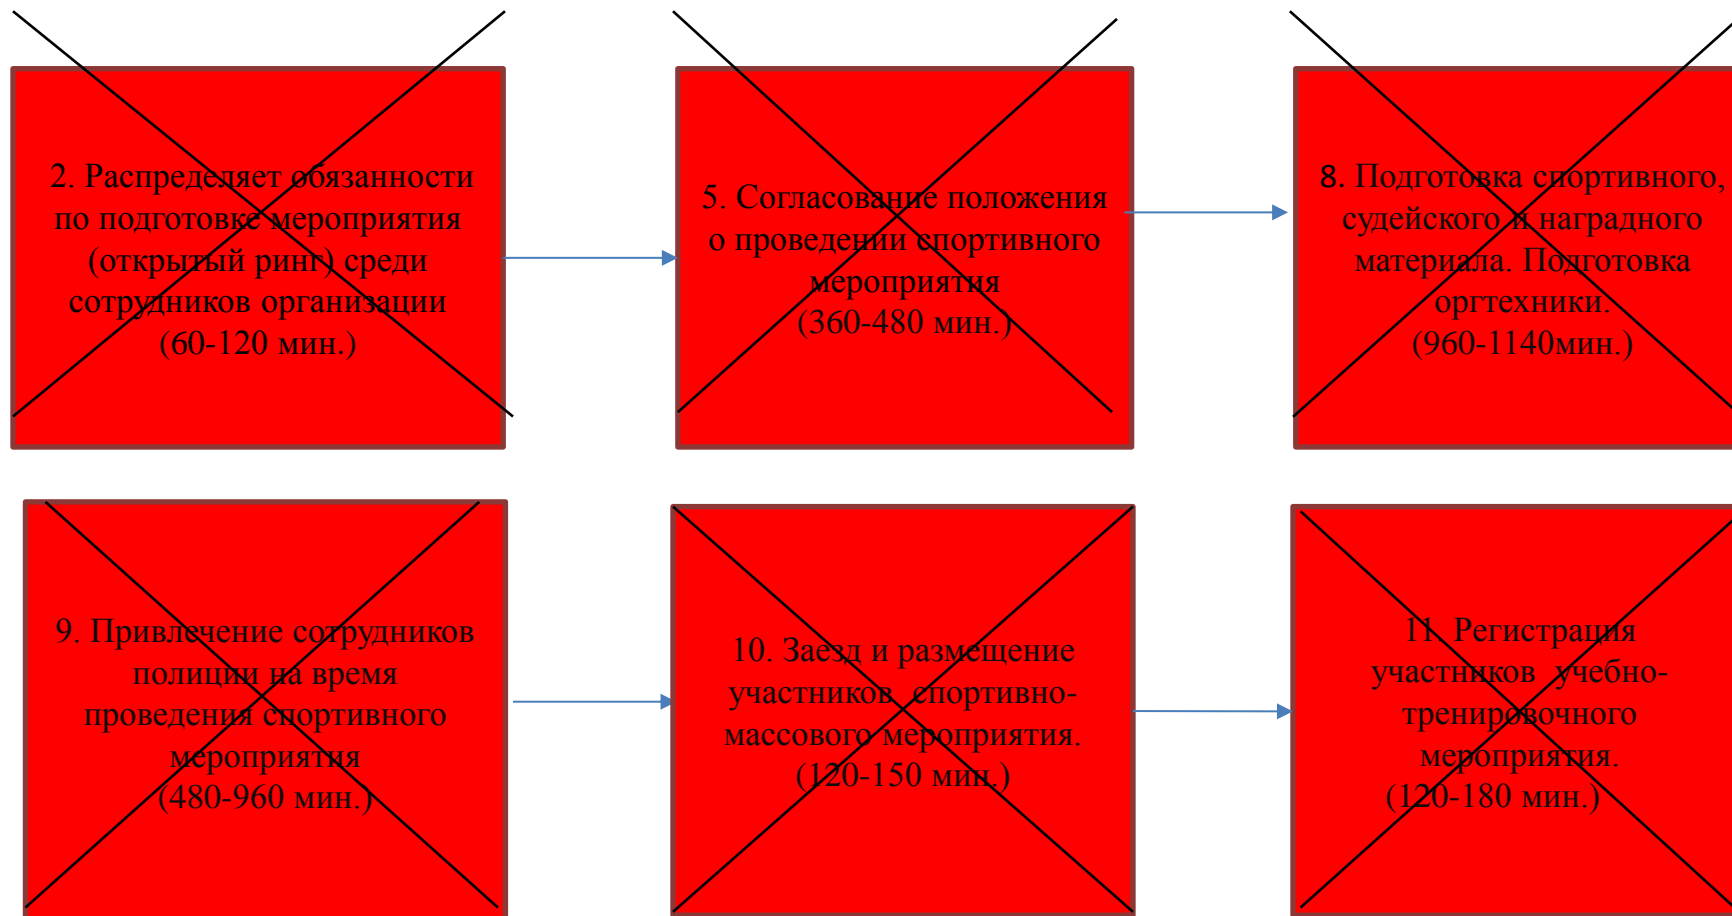 2. Распределяет обязанности
по подготовке мероприятия
(открытый ринг) среди
сотрудников организации
(60-120 мин.)
5. Согласование положения
о проведении спортивного
мероприятия
(360-480 мин.)
8. Подготовка спортивного,
судейского и наградного
материала. Подготовка
оргтехники.
(960-1140мин.)
9. Привлечение сотрудников
полиции на время
проведения спортивного
мероприятия
(480-960 мин.)
10. Заезд и размещение
участников спортивно-
массового мероприятия.
(120-150 мин.)
11. Регистрация
участников учебно-
тренировочного
мероприятия.
(120-180 мин.)